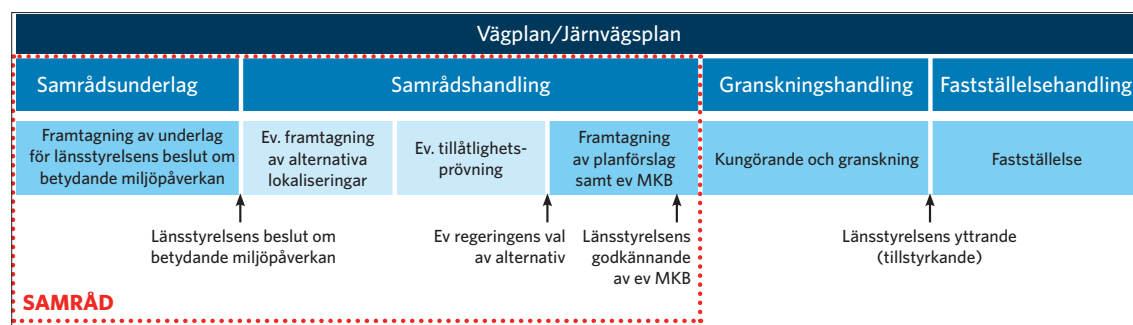 Vägplan/Järnvägsplan
Samrådsunderlag
Samrådshandling
Granskningshandling
Fastställelsehandling
Framtagning av underlag
för länsstyrelsens beslut om
betydande miljöpåverkan
Ev. framtagning
av alternativa
lokaliseringar
Ev. tillåtlighets-
prövning
Framtagning
av planförslag
samt ev MKB
Kungörande och granskning
Fastställelse
Länsstyrelsens beslut om
betydande miljöpåverkan
Ev regeringens val
av alternativ
Länsstyrelsens
godkännande
av ev MKB
Länsstyrelsens yttrande
(tillstyrkande)
SAMRÅD